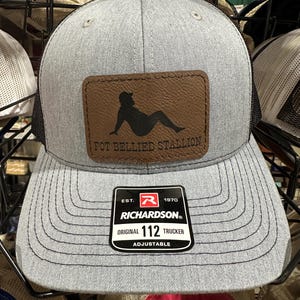 POT BELLIED STALLION
EST. R 1970
RICHARDSON®
ORIGINAL 112 TRUCKER
ADJUSTABLE